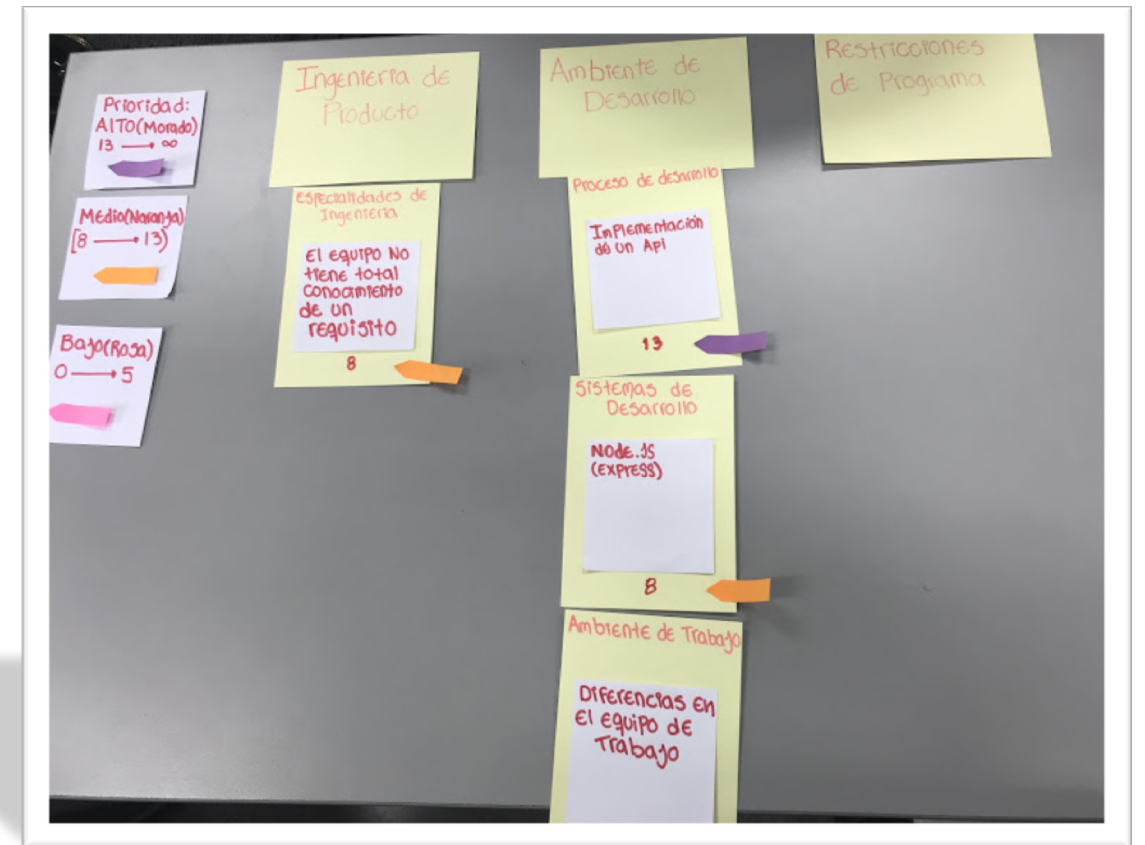 Prioridad:
Alto(Morado)
13 → ∞
Medio(Naranja)
[8 → 13)
Bajo(Rosa)
0 → 5
Ingenieria de
Producto
Especialidades de
Ingenieria
El equipo No
tiene total
conocimiento
de un
requisito
8
Ambiente de
Desarrollo
Proceso de desarrollo
Implementación
de un Api
13
Sistemas de
Desarrollo
Node.JS
(Express)
8
Ambiente de Trabajo
Diferencias en
el equipo de
Trabajo
Restricciones
de Programa